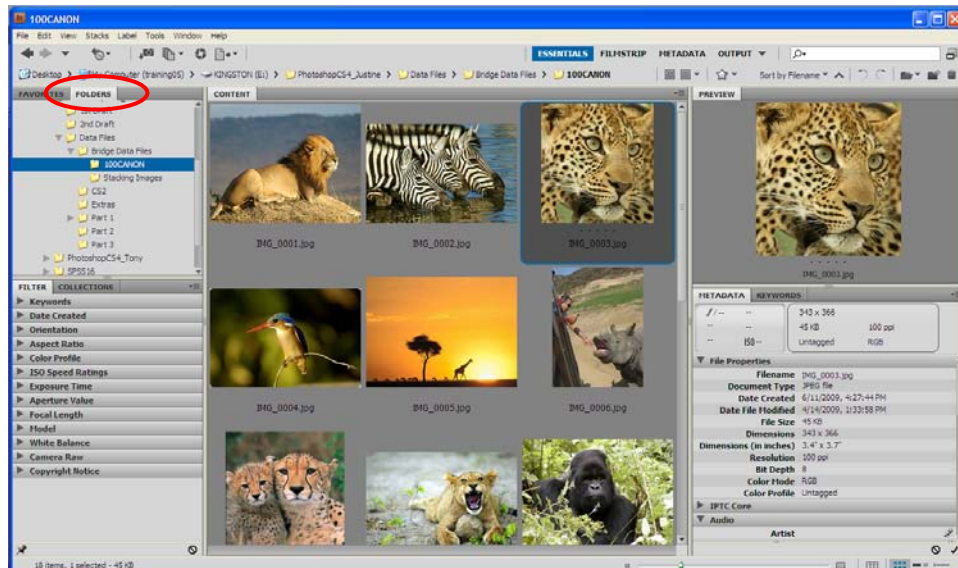 100CANON
File Edit View Stacks Label Tools Window Help
ESSENTIALS FILMSTRIP METADATA OUTPUT
Desktop > Computer (training05) > KINGSTON (E:) > PhotoshopCS4_Justine > Data Files > Bridge Data Files > 100CANON Sort by Filename
FAVORITES FOLDERS
1st Draft
2nd Draft
Data Files
Bridge Data Files
100CANON
Stacking Images
CS2
Extras
Part 1
Part 2
Part 3
PhotoshopCS4_Tony
SPSS16
FILTER COLLECTIONS
Keywords
Date Created
Orientation
Aspect Ratio
Color Profile
ISO Speed Ratings
Exposure Time
Aperture Value
Focal Length
Model
White Balance
Camera Raw
Copyright Notice
CONTENT
IMG_0001.jpg IMG_0002.jpg IMG_0003.jpg
IMG_0004.jpg IMG_0005.jpg IMG_0006.jpg
PREVIEW
IMG_0003.jpg
METADATA KEYWORDS
f/-- -- 343 x 366
-- -- 45 KB 100 ppi
-- ISO-- Untagged RGB
File Properties
Filename IMG_0003.jpg
Document Type JPEG file
Date Created 6/11/2009, 4:27:44 PM
Date File Modified 4/14/2009, 1:33:58 PM
File Size 45 KB
Dimensions 343 x 366
Dimensions (in inches) 3.4" x 3.7"
Resolution 100 ppi
Bit Depth 8
Color Mode RGB
Color Profile Untagged
IPTC Core
Audio
Artist
18 items, 1 selected - 45 KB